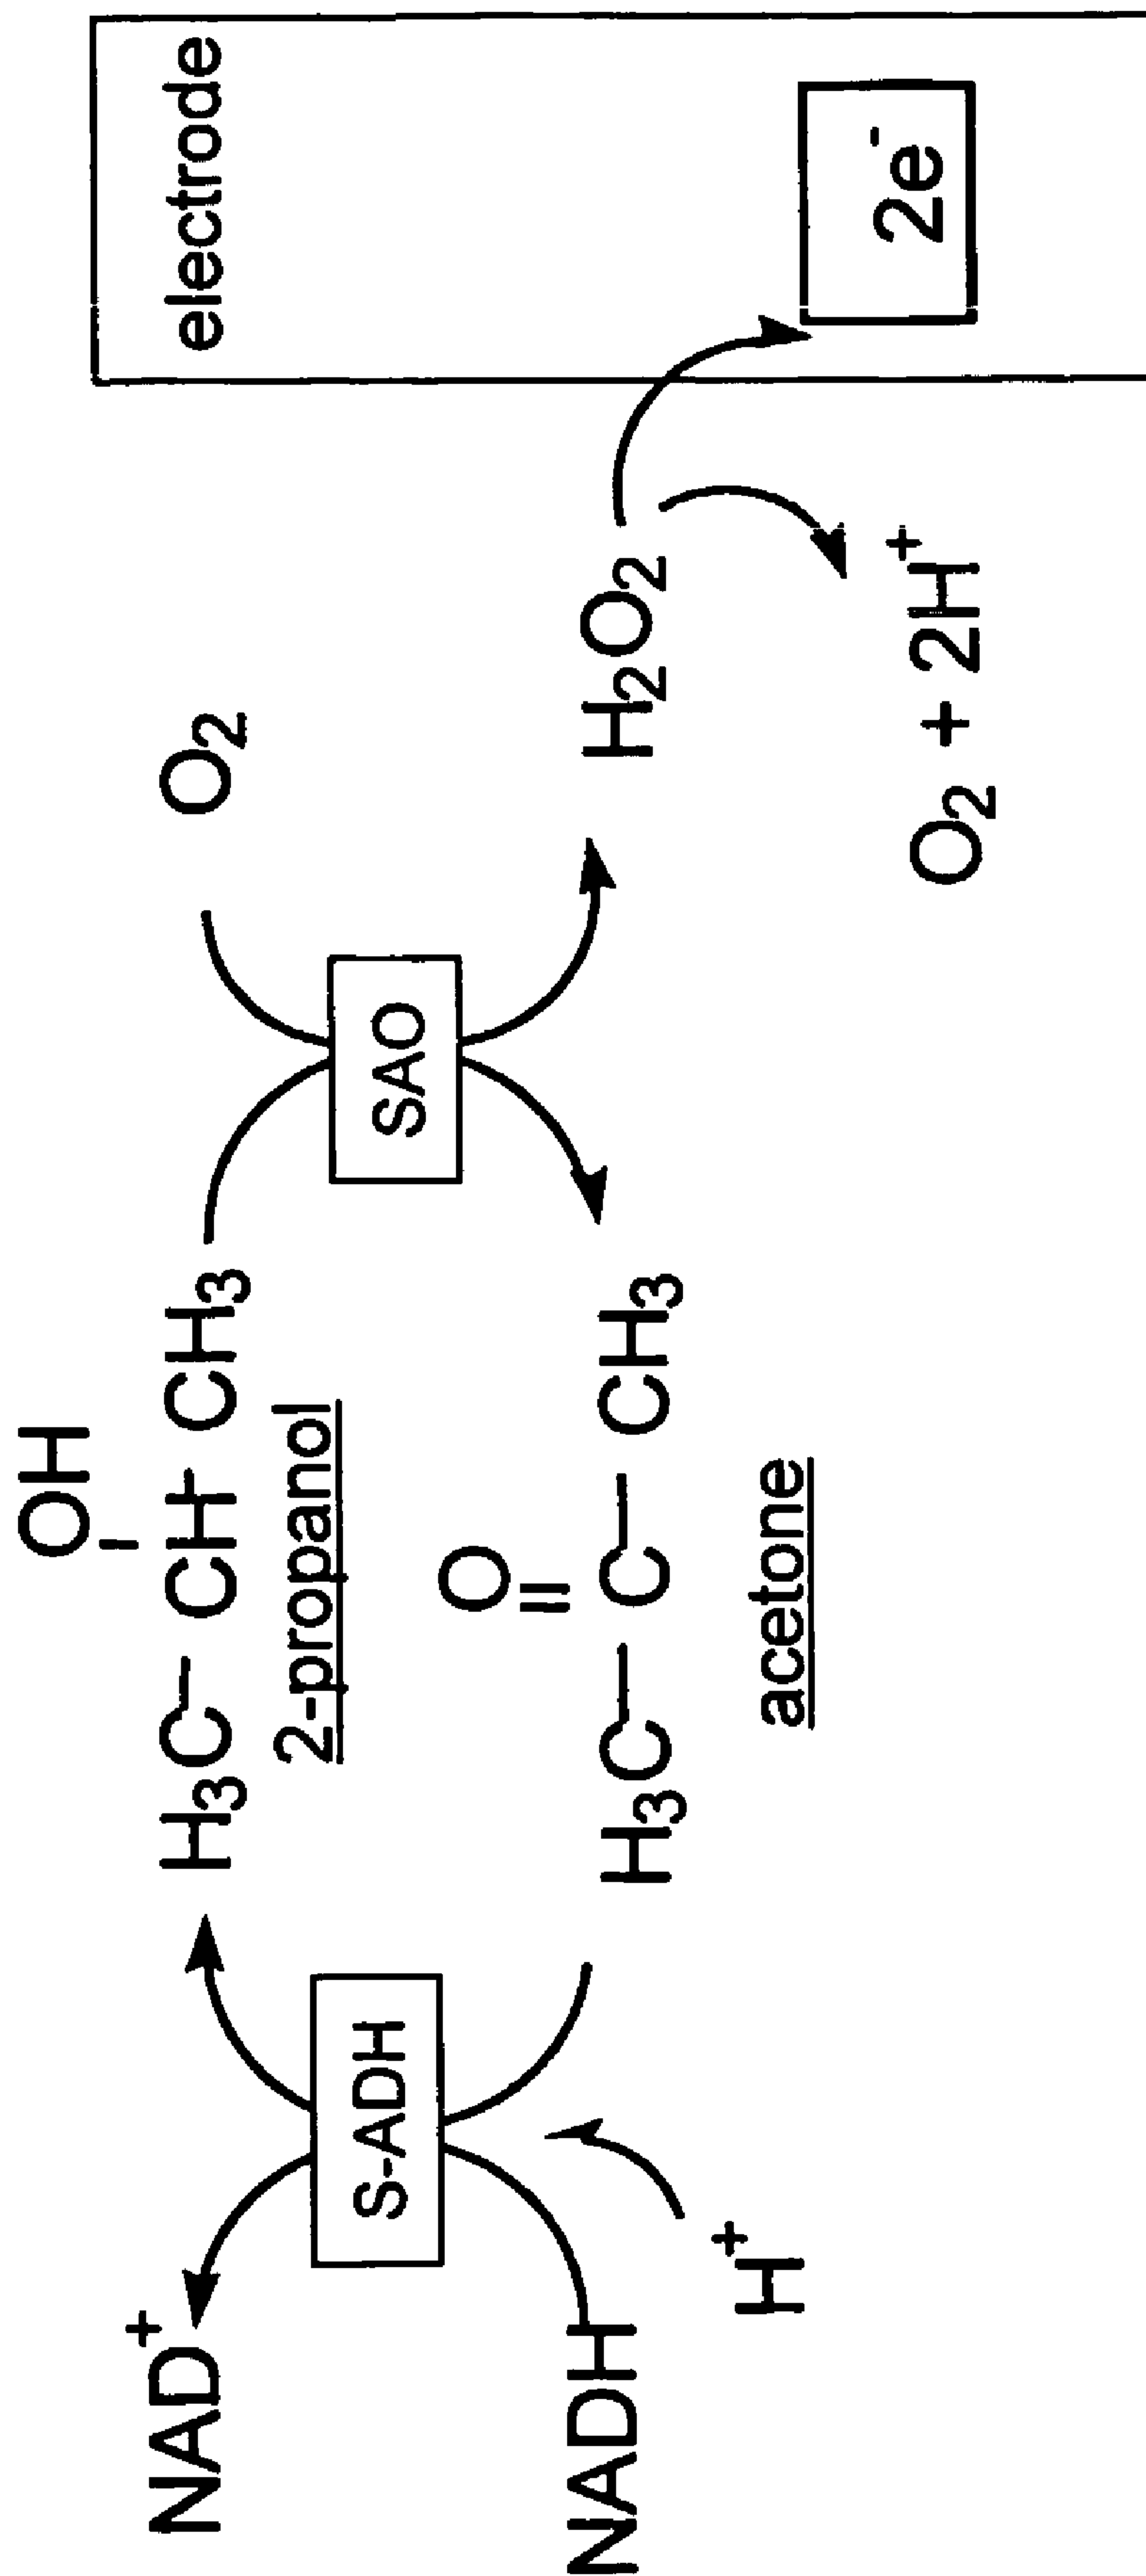 electrode
NAD⁺
OH
H₃C – CH – CH₃
2-propanol
O₂
S-ADH
SAO
O
||
H₃C – C – CH₃
acetone
NADH
H⁺
H₂O₂
2e⁻
O₂ + 2H⁺